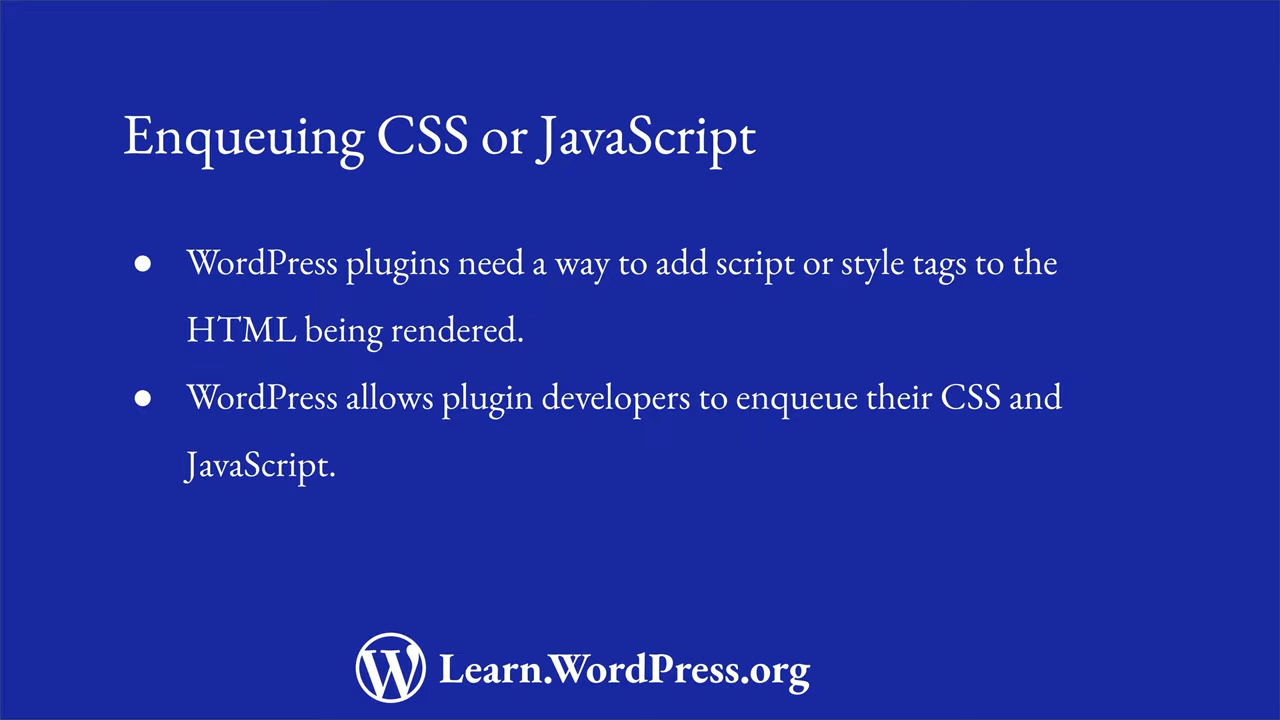 Enqueuing CSS or JavaScript
● WordPress plugins need a way to add script or style tags to the
HTML being rendered.
● WordPress allows plugin developers to enqueue their CSS and
JavaScript.
Learn.WordPress.org